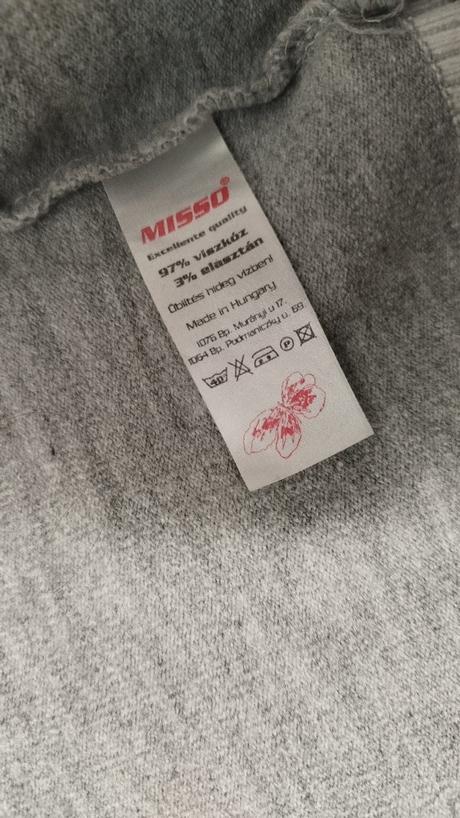 MISSO®
Excellente quality
97% viszkóz
3% elasztán
Öblítés hideg vízben!
Made in Hungary
1076 Bp. Murányi u 17.
1064 Bp. Podmaniczky u. 69
40 P